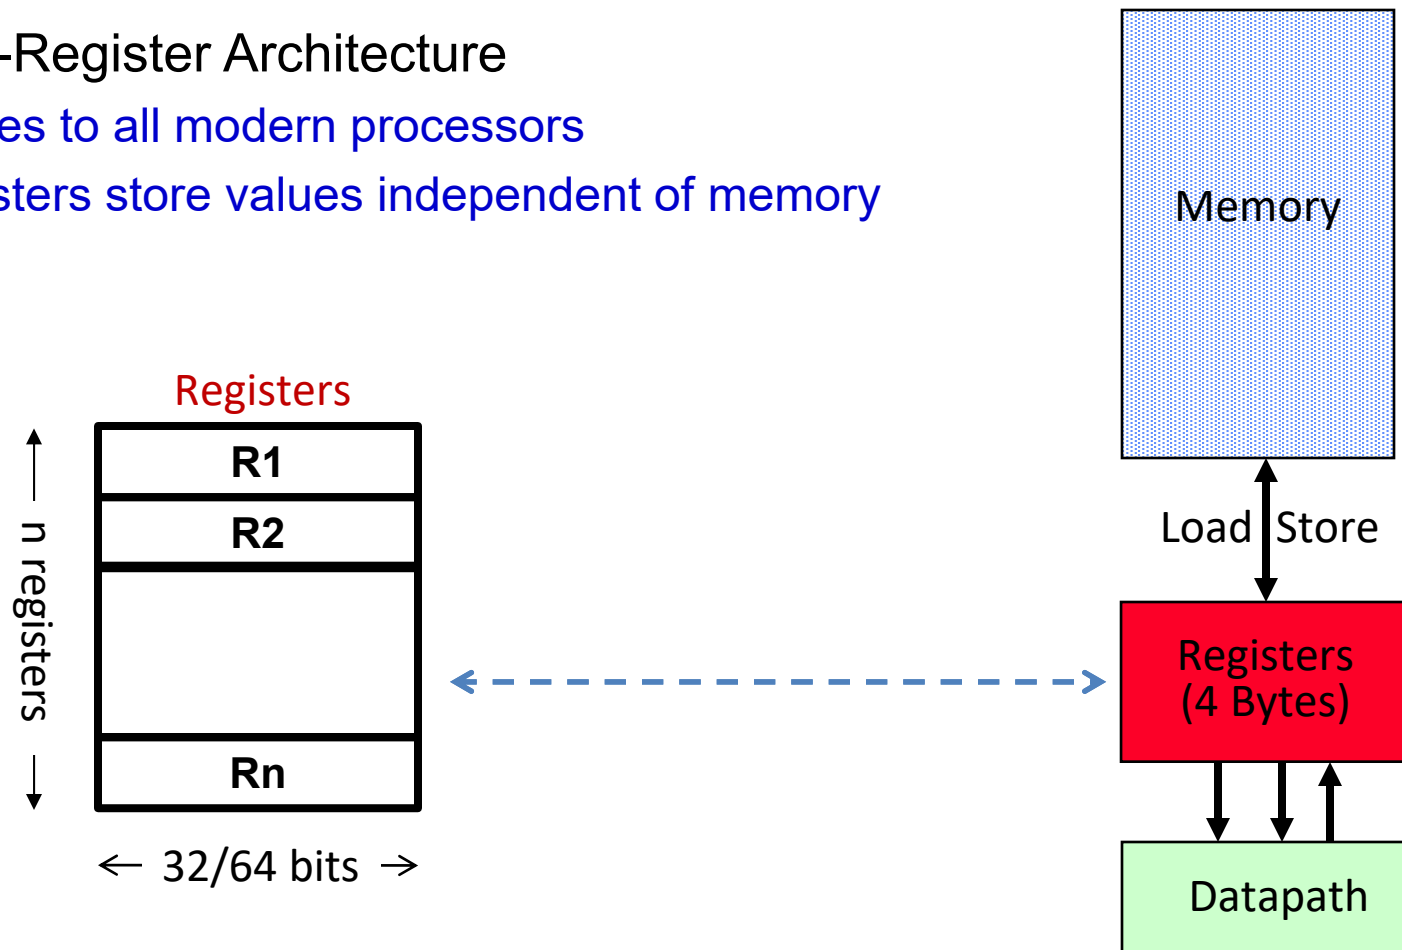 -Register Architecture
es to all modern processors
sters store values independent of memory
Memory
Registers
R1
R2
Rn
n registers
32/64 bits
Load Store
Registers
(4 Bytes)
Datapath